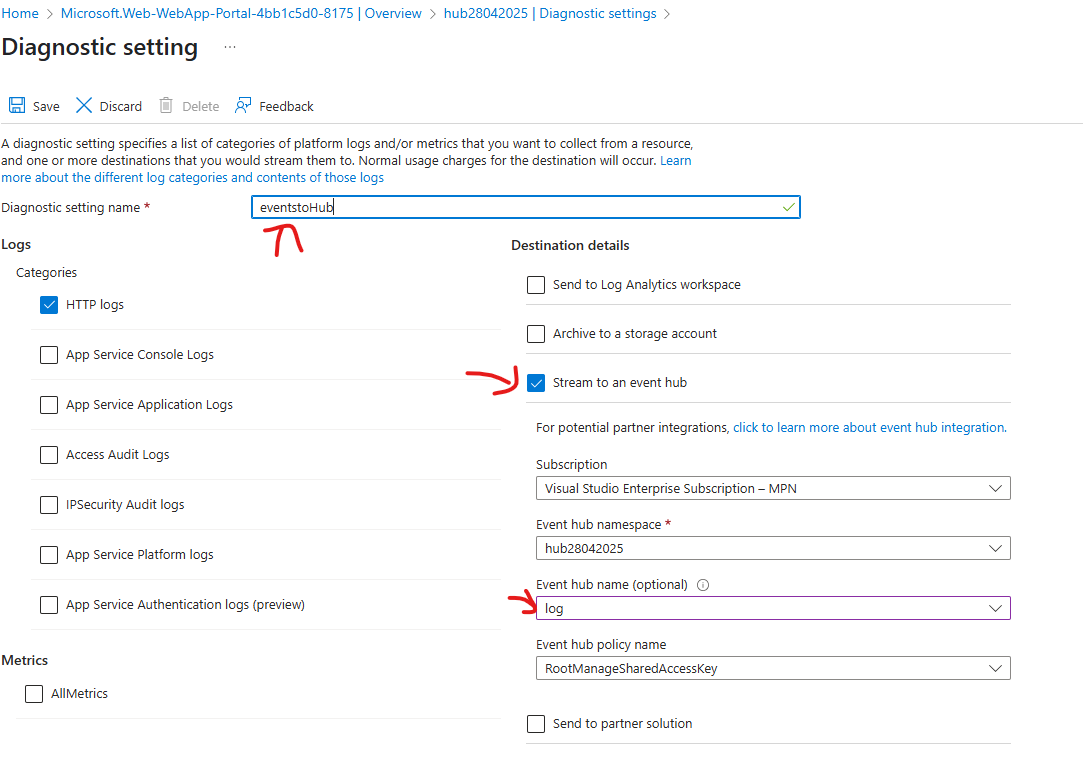 Home > Microsoft.Web-WebApp-Portal-4bb1c5d0-8175 | Overview > hub28042025 | Diagnostic settings >
Diagnostic setting ...
Save Discard Delete Feedback
A diagnostic setting specifies a list of categories of platform logs and/or metrics that you want to collect from a resource,
and one or more destinations that you would stream them to. Normal usage charges for the destination will occur. Learn
more about the different log categories and contents of those logs
Diagnostic setting name *
eventstoHub
Logs
Categories
HTTP logs
App Service Console Logs
App Service Application Logs
Access Audit Logs
IPSecurity Audit logs
App Service Platform logs
App Service Authentication logs (preview)
Metrics
AllMetrics
Destination details
Send to Log Analytics workspace
Archive to a storage account
Stream to an event hub
For potential partner integrations, click to learn more about event hub integration.
Subscription
Visual Studio Enterprise Subscription – MPN
Event hub namespace *
hub28042025
Event hub name (optional)
log
Event hub policy name
RootManageSharedAccessKey
Send to partner solution